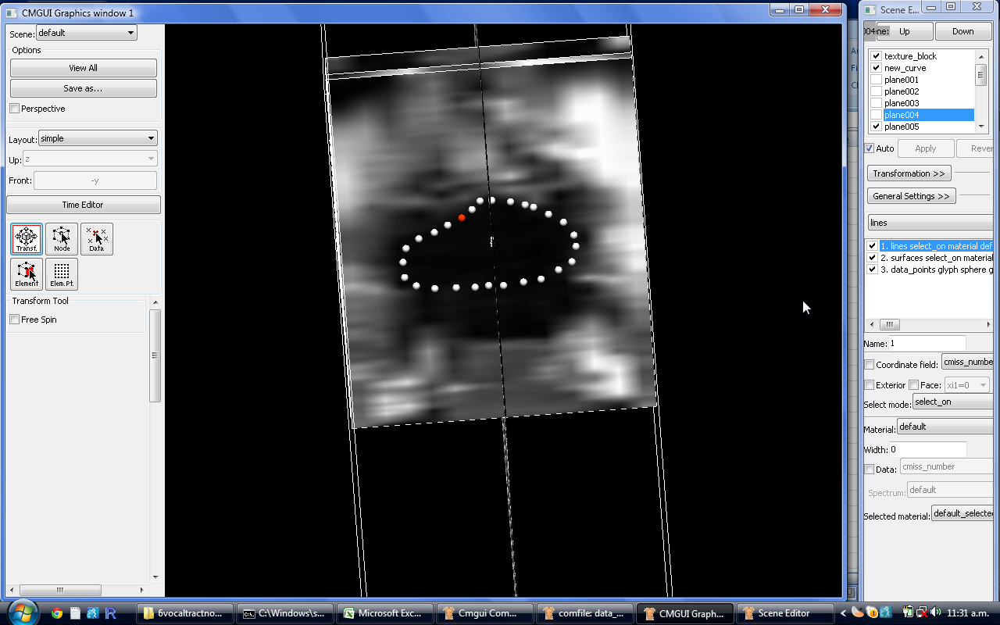 CMGUI Graphics window 1
Scene: default
Options
View All
Save as...
Perspective
Layout: simple
Up: z
Front: -y
Time Editor
Transf. Node Data
Element Elem.Pt.
Transform Tool
Free Spin
Scene E...
Up Down
texture_block
new_curve
plane001
plane002
plane003
plane004
plane005
Auto Apply Rever
Transformation >>
General Settings >>
lines
1. lines select_on material def
2. surfaces select_on material
3. data_points glyph sphere g
Name: 1
Coordinate field: cmiss_numbe
Exterior Face: xi1=0
Select mode: select_on
Material: default
Width: 0
Data: cmiss_number
Spectrum: default
Selected material: default_selected
6vocaltractno... C:\Windows\s... Microsoft Exc... Cmgui Com... comfile: data_... CMGUI Graph... Scene Editor 11:31 a.m.